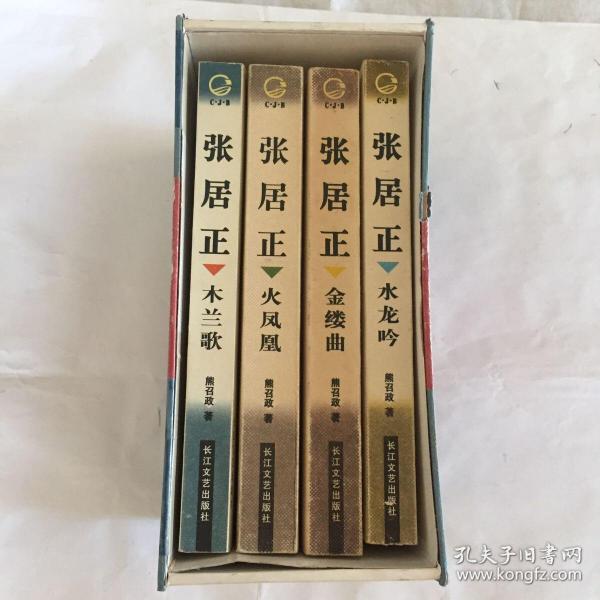 C·J·B
张居正
木兰歌
熊召政 著
长江文艺出版社
C·J·B
张居正
火凤凰
熊召政 著
长江文艺出版社
C·J·B
张居正
金缕曲
熊召政 著
长江文艺出版社
C·J·B
张居正
水龙吟
熊召政 著
长江文艺出版社
孔夫子旧书网
www.kongfz.com